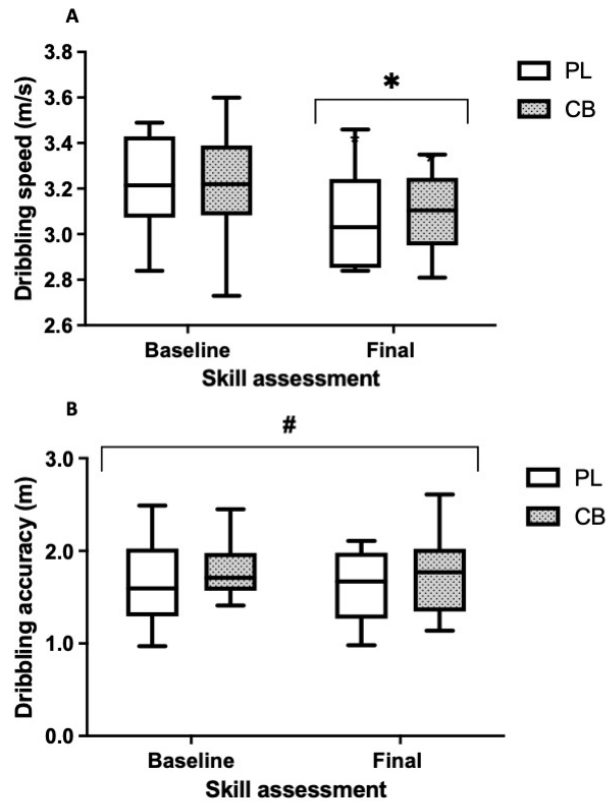 A
Dribbling speed (m/s)
3.8
3.6
3.4
3.2
3.0
2.8
2.6
*
PL
CB
Baseline
Final
Skill assessment
B
Dribbling accuracy (m)
3.0
2.0
1.0
0.0
#
PL
CB
Baseline
Final
Skill assessment